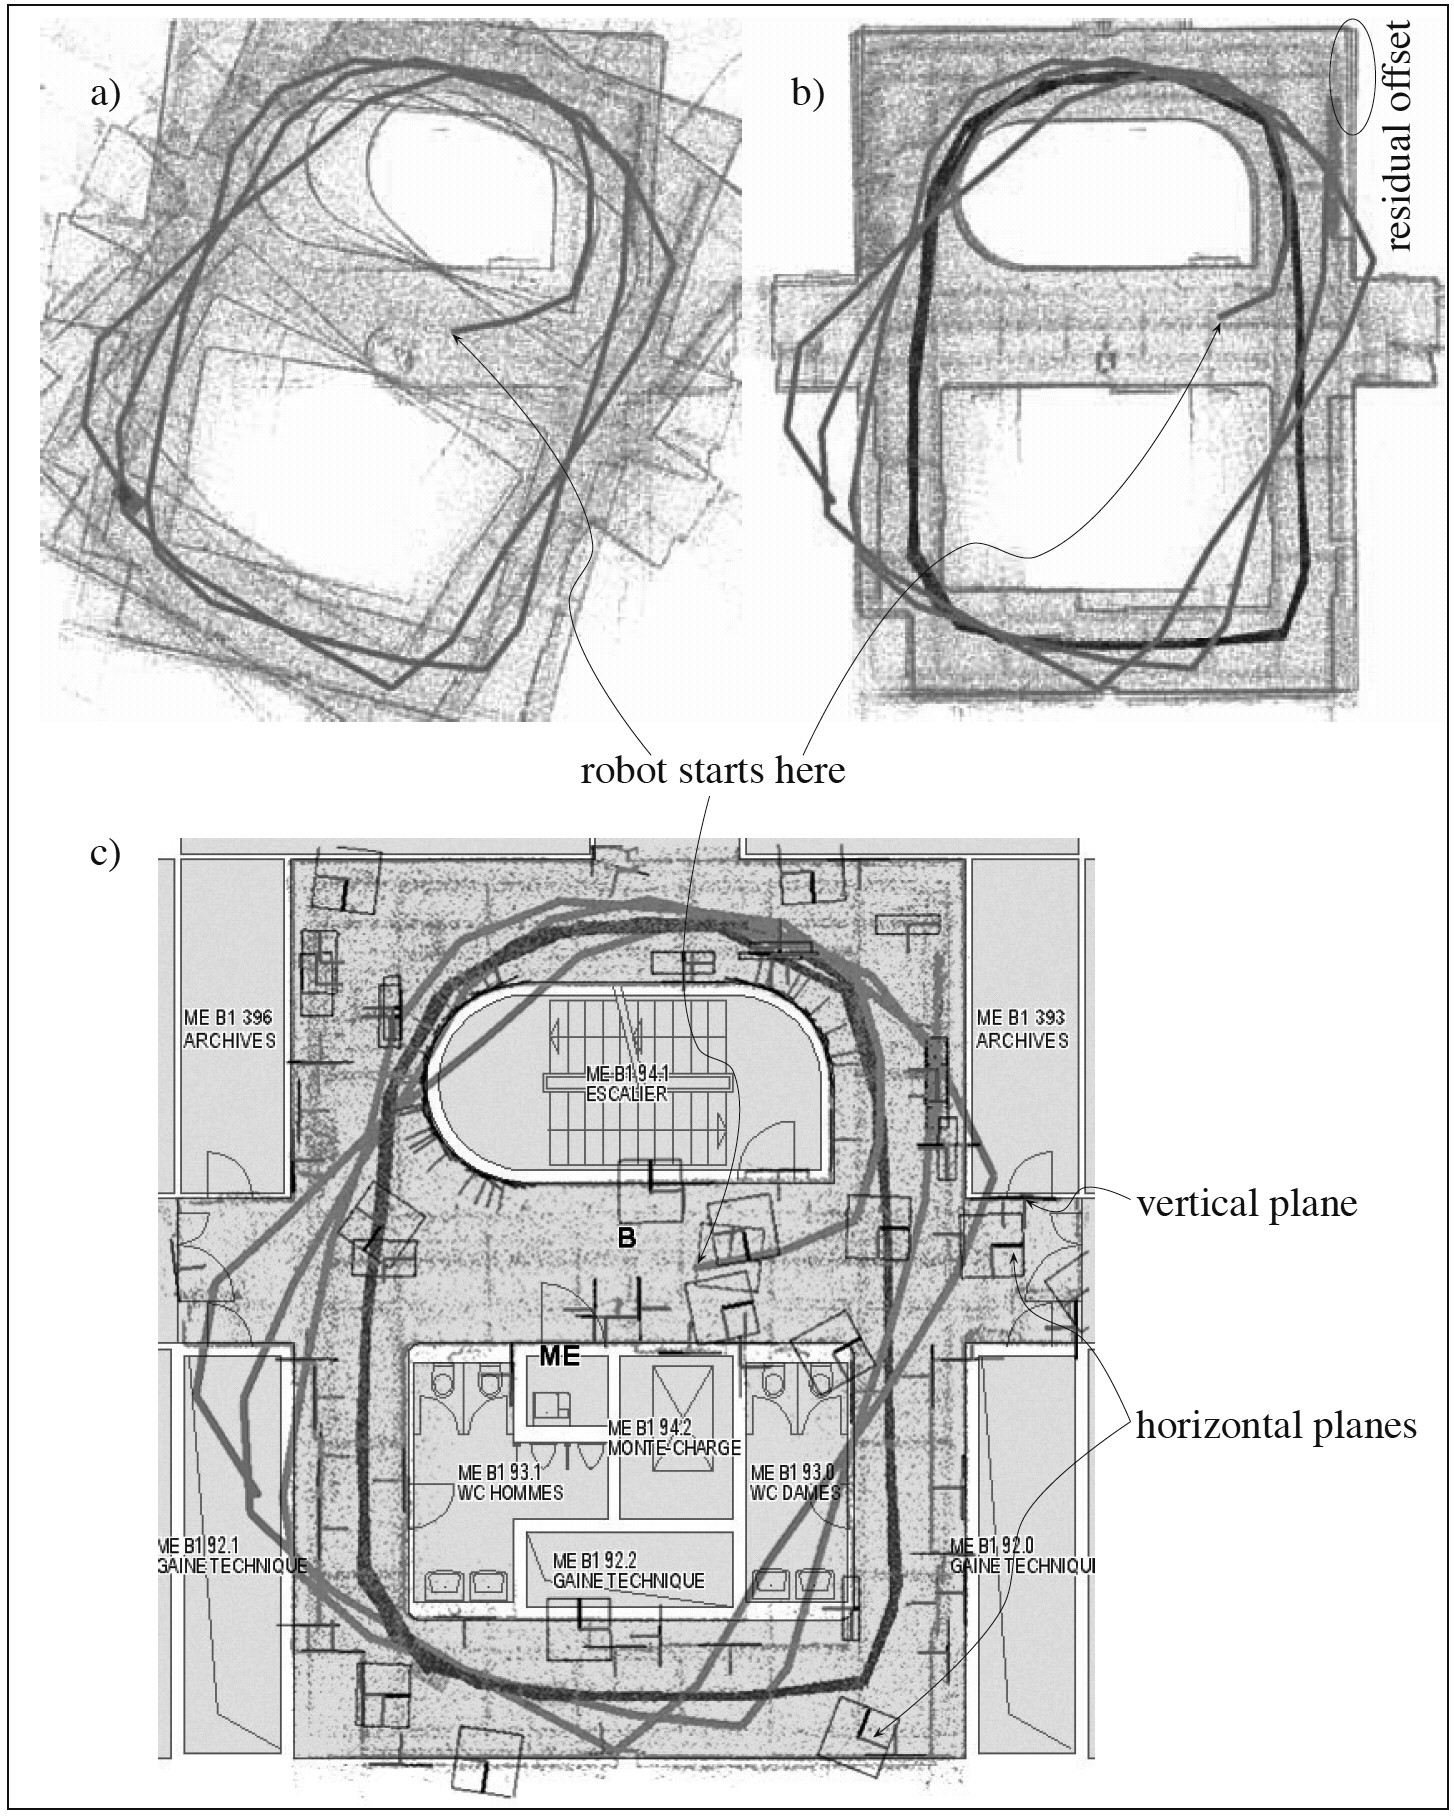 a)
b)
residual offset
robot starts here
c)
ME B1 396
ARCHIVES
ME B1 393
ARCHIVES
ME B1 94.1
ESCALIER
vertical plane
B
ME
ME B1 94.2
MONTE-CHARGE
horizontal planes
ME B1 93.1
WC HOMMES
ME B1 93.0
WC DAMES
ME B1 92.1
GAINE TECHNIQUE
ME B1 92.2
GAINE TECHNIQUE
ME B1 92.0
GAINE TECHNIQUE